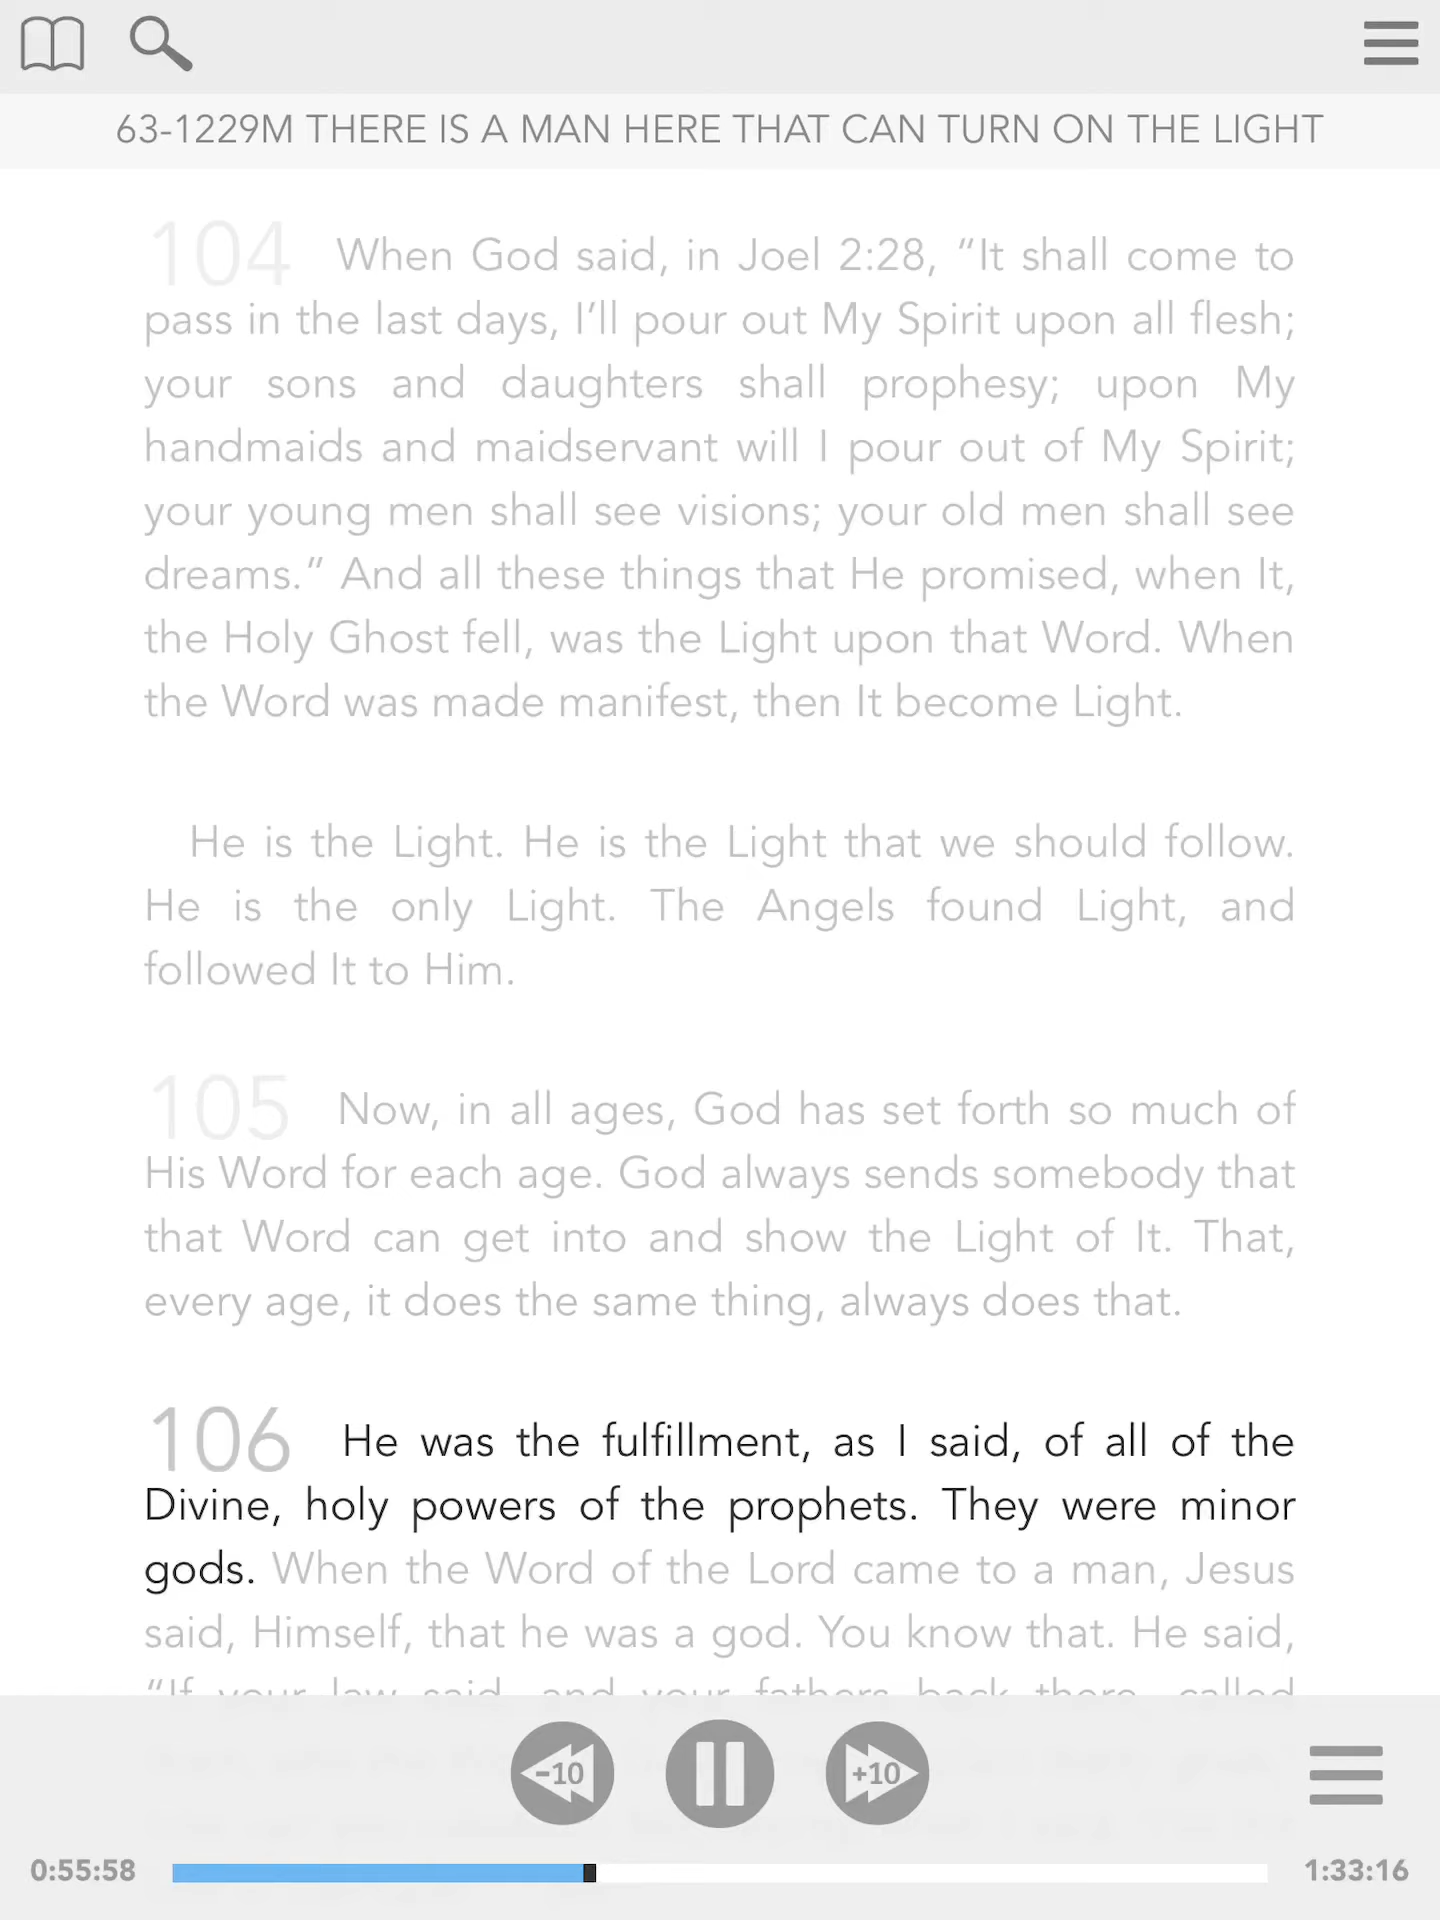 63-1229M THERE IS A MAN HERE THAT CAN TURN ON THE LIGHT
104 When God said, in Joel 2:28, “It shall come to
pass in the last days, I’ll pour out My Spirit upon all flesh;
your sons and daughters shall prophesy; upon My
handmaids and maidservant will I pour out of My Spirit;
your young men shall see visions; your old men shall see
dreams.” And all these things that He promised, when It,
the Holy Ghost fell, was the Light upon that Word. When
the Word was made manifest, then It become Light.
He is the Light. He is the Light that we should follow.
He is the only Light. The Angels found Light, and
followed It to Him.
105 Now, in all ages, God has set forth so much of
His Word for each age. God always sends somebody that
that Word can get into and show the Light of It. That,
every age, it does the same thing, always does that.
106 He was the fulfillment, as I said, of all of the
Divine, holy powers of the prophets. They were minor
gods. When the Word of the Lord came to a man, Jesus
said, Himself, that he was a god. You know that. He said,
“If your law said, and your fathers back there, called
-10 +10
0:55:58 1:33:16